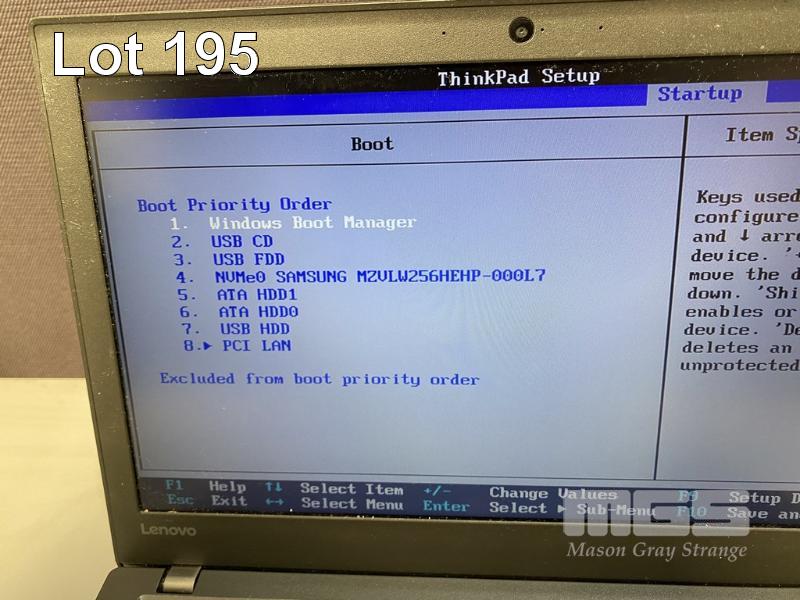 Lot 195
ThinkPad Setup
Startup
Boot
Item
Boot Priority Order
1. Windows Boot Manager
2. USB CD
3. USB FDD
4. NVMe0 SAMSUNG MZVLW256HEHP-000L7
5. ATA HDD1
6. ATA HDD0
7. USB HDD
8.▸ PCI LAN
Excluded from boot priority order
Keys used
configure
and ↓
device.
move the
down.
enables or
device.
deletes an
unprotected
F1 Help ↑↓ Select Item +/- Change Values F9 Setup
Esc Exit ←→ Select Menu Enter Select ▸ Sub-Menu F10 Save
Lenovo
MGS
Mason Gray Strange